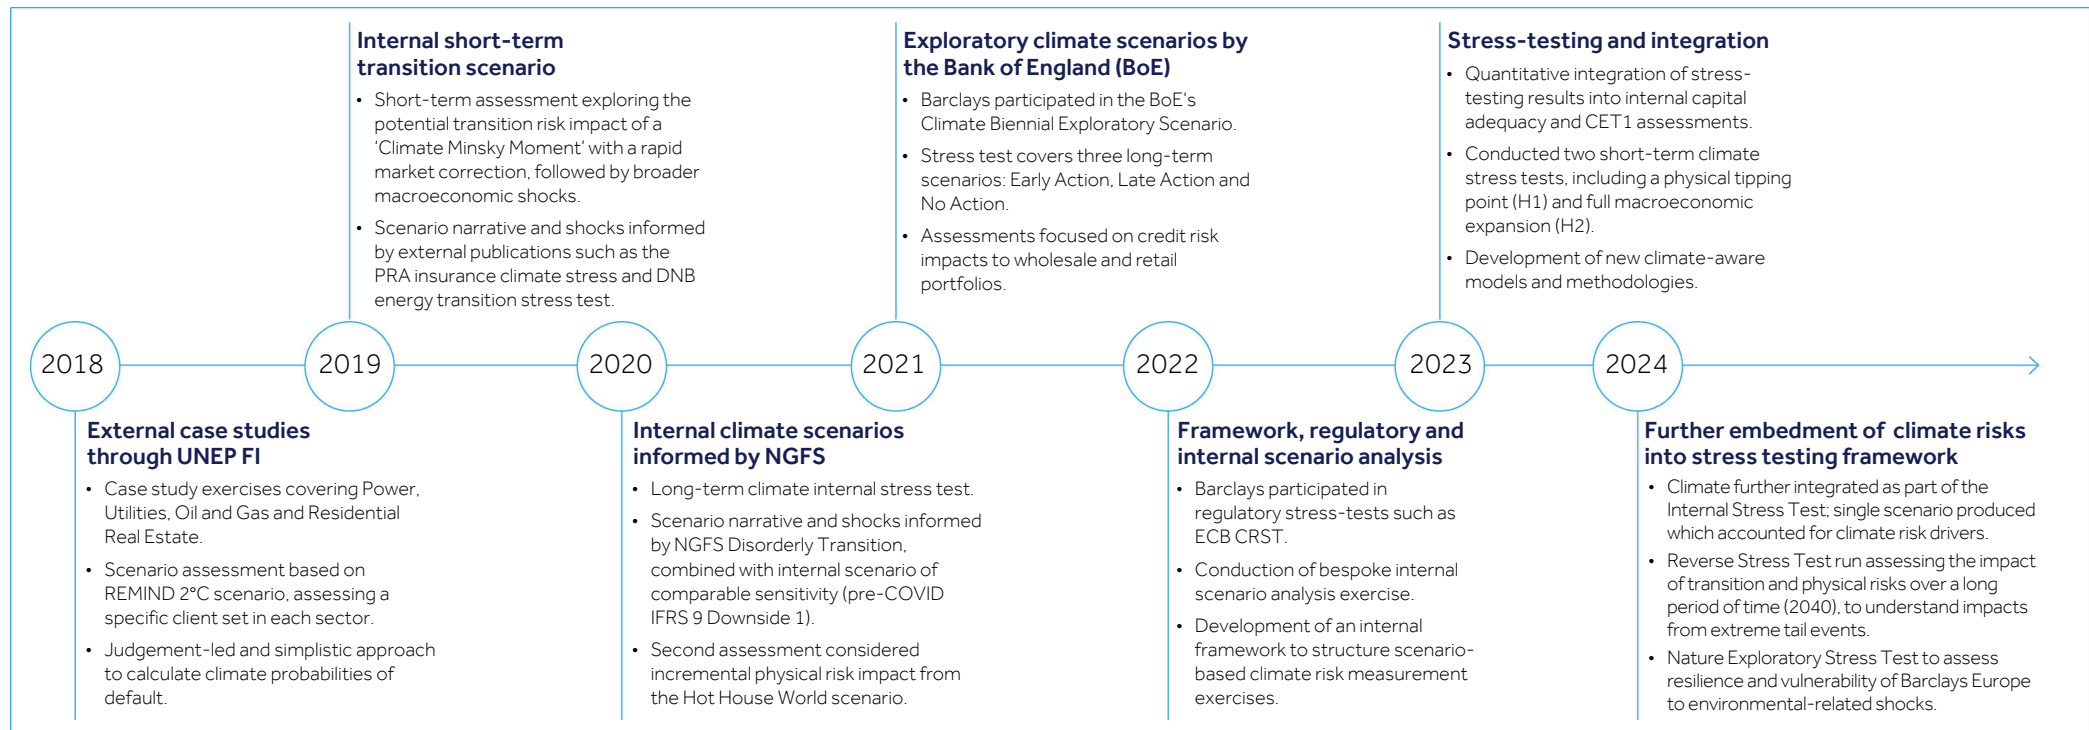 Internal short-term
transition scenario
• Short-term assessment exploring the
potential transition risk impact of a
‘Climate Minsky Moment’ with a rapid
market correction, followed by broader
macroeconomic shocks.
• Scenario narrative and shocks informed
by external publications such as the
PRA insurance climate stress and DNB
energy transition stress test.
Exploratory climate scenarios by
the Bank of England (BoE)
• Barclays participated in the BoE’s
Climate Biennial Exploratory Scenario.
• Stress test covers three long-term
scenarios: Early Action, Late Action and
No Action.
• Assessments focused on credit risk
impacts to wholesale and retail
portfolios.
Stress-testing and integration
• Quantitative integration of stress-
testing results into internal capital
adequacy and CET1 assessments.
• Conducted two short-term climate
stress tests, including a physical tipping
point (H1) and full macroeconomic
expansion (H2).
• Development of new climate-aware
models and methodologies.
2018
2019
2020
2021
2022
2023
2024
External case studies
through UNEP FI
• Case study exercises covering Power,
Utilities, Oil and Gas and Residential
Real Estate.
• Scenario assessment based on
REMIND 2°C scenario, assessing a
specific client set in each sector.
• Judgement-led and simplistic approach
to calculate climate probabilities of
default.
Internal climate scenarios
informed by NGFS
• Long-term climate internal stress test.
• Scenario narrative and shocks informed
by NGFS Disorderly Transition,
combined with internal scenario of
comparable sensitivity (pre-COVID
IFRS 9 Downside 1).
• Second assessment considered
incremental physical risk impact from
the Hot House World scenario.
Framework, regulatory and
internal scenario analysis
• Barclays participated in
regulatory stress-tests such as
ECB CRST.
• Conduction of bespoke internal
scenario analysis exercise.
• Development of an internal
framework to structure scenario-
based climate risk measurement
exercises.
Further embedment of climate risks
into stress testing framework
• Climate further integrated as part of the
Internal Stress Test; single scenario produced
which accounted for climate risk drivers.
• Reverse Stress Test run assessing the impact
of transition and physical risks over a long
period of time (2040), to understand impacts
from extreme tail events.
• Nature Exploratory Stress Test to assess
resilience and vulnerability of Barclays Europe
to environmental-related shocks.